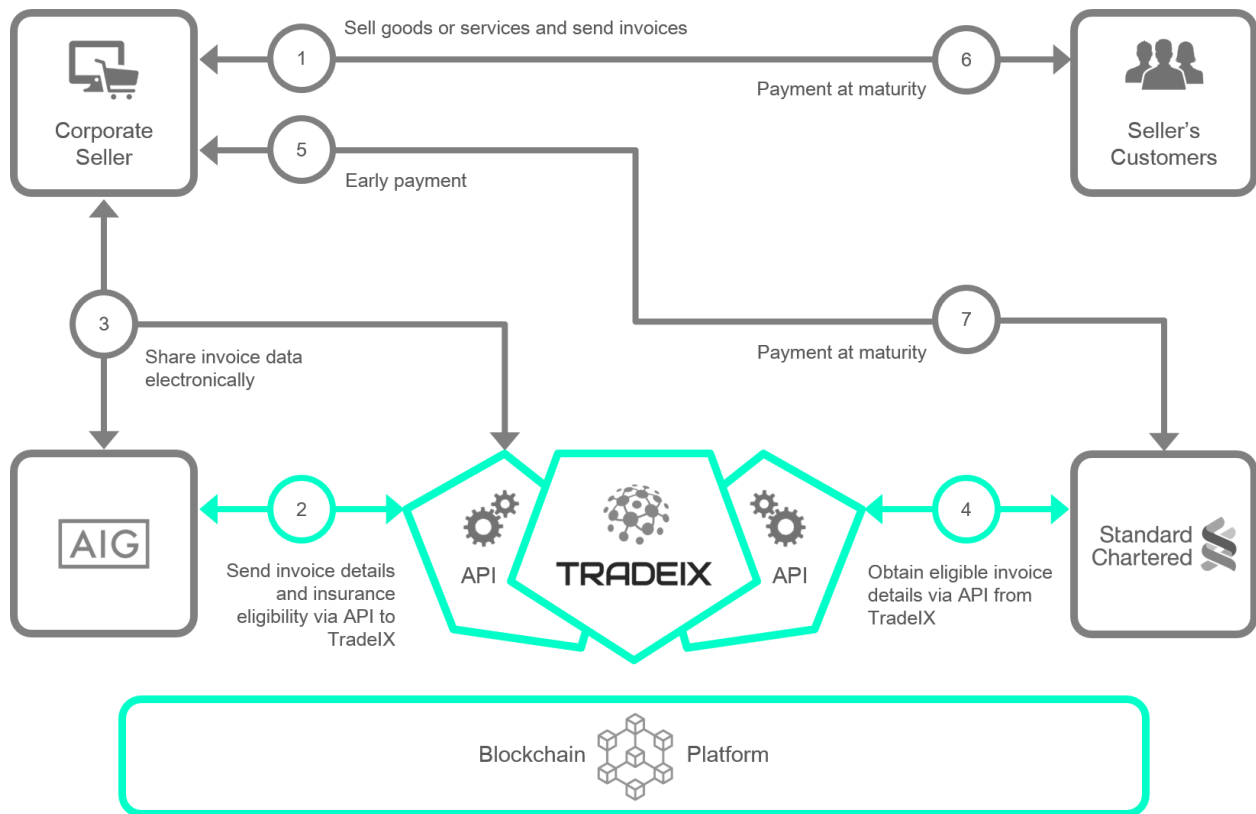 1
Sell goods or services and send invoices
6
Payment at maturity
Corporate
Seller
Seller's
Customers
5
Early payment
3
Share invoice data
electronically
7
Payment at maturity
AIG
2
Send invoice details
and insurance
eligibility via API to
TradeIX
API
TRADEIX
API
4
Obtain eligible invoice
details via API from
TradeIX
Standard
Chartered
Blockchain
Platform